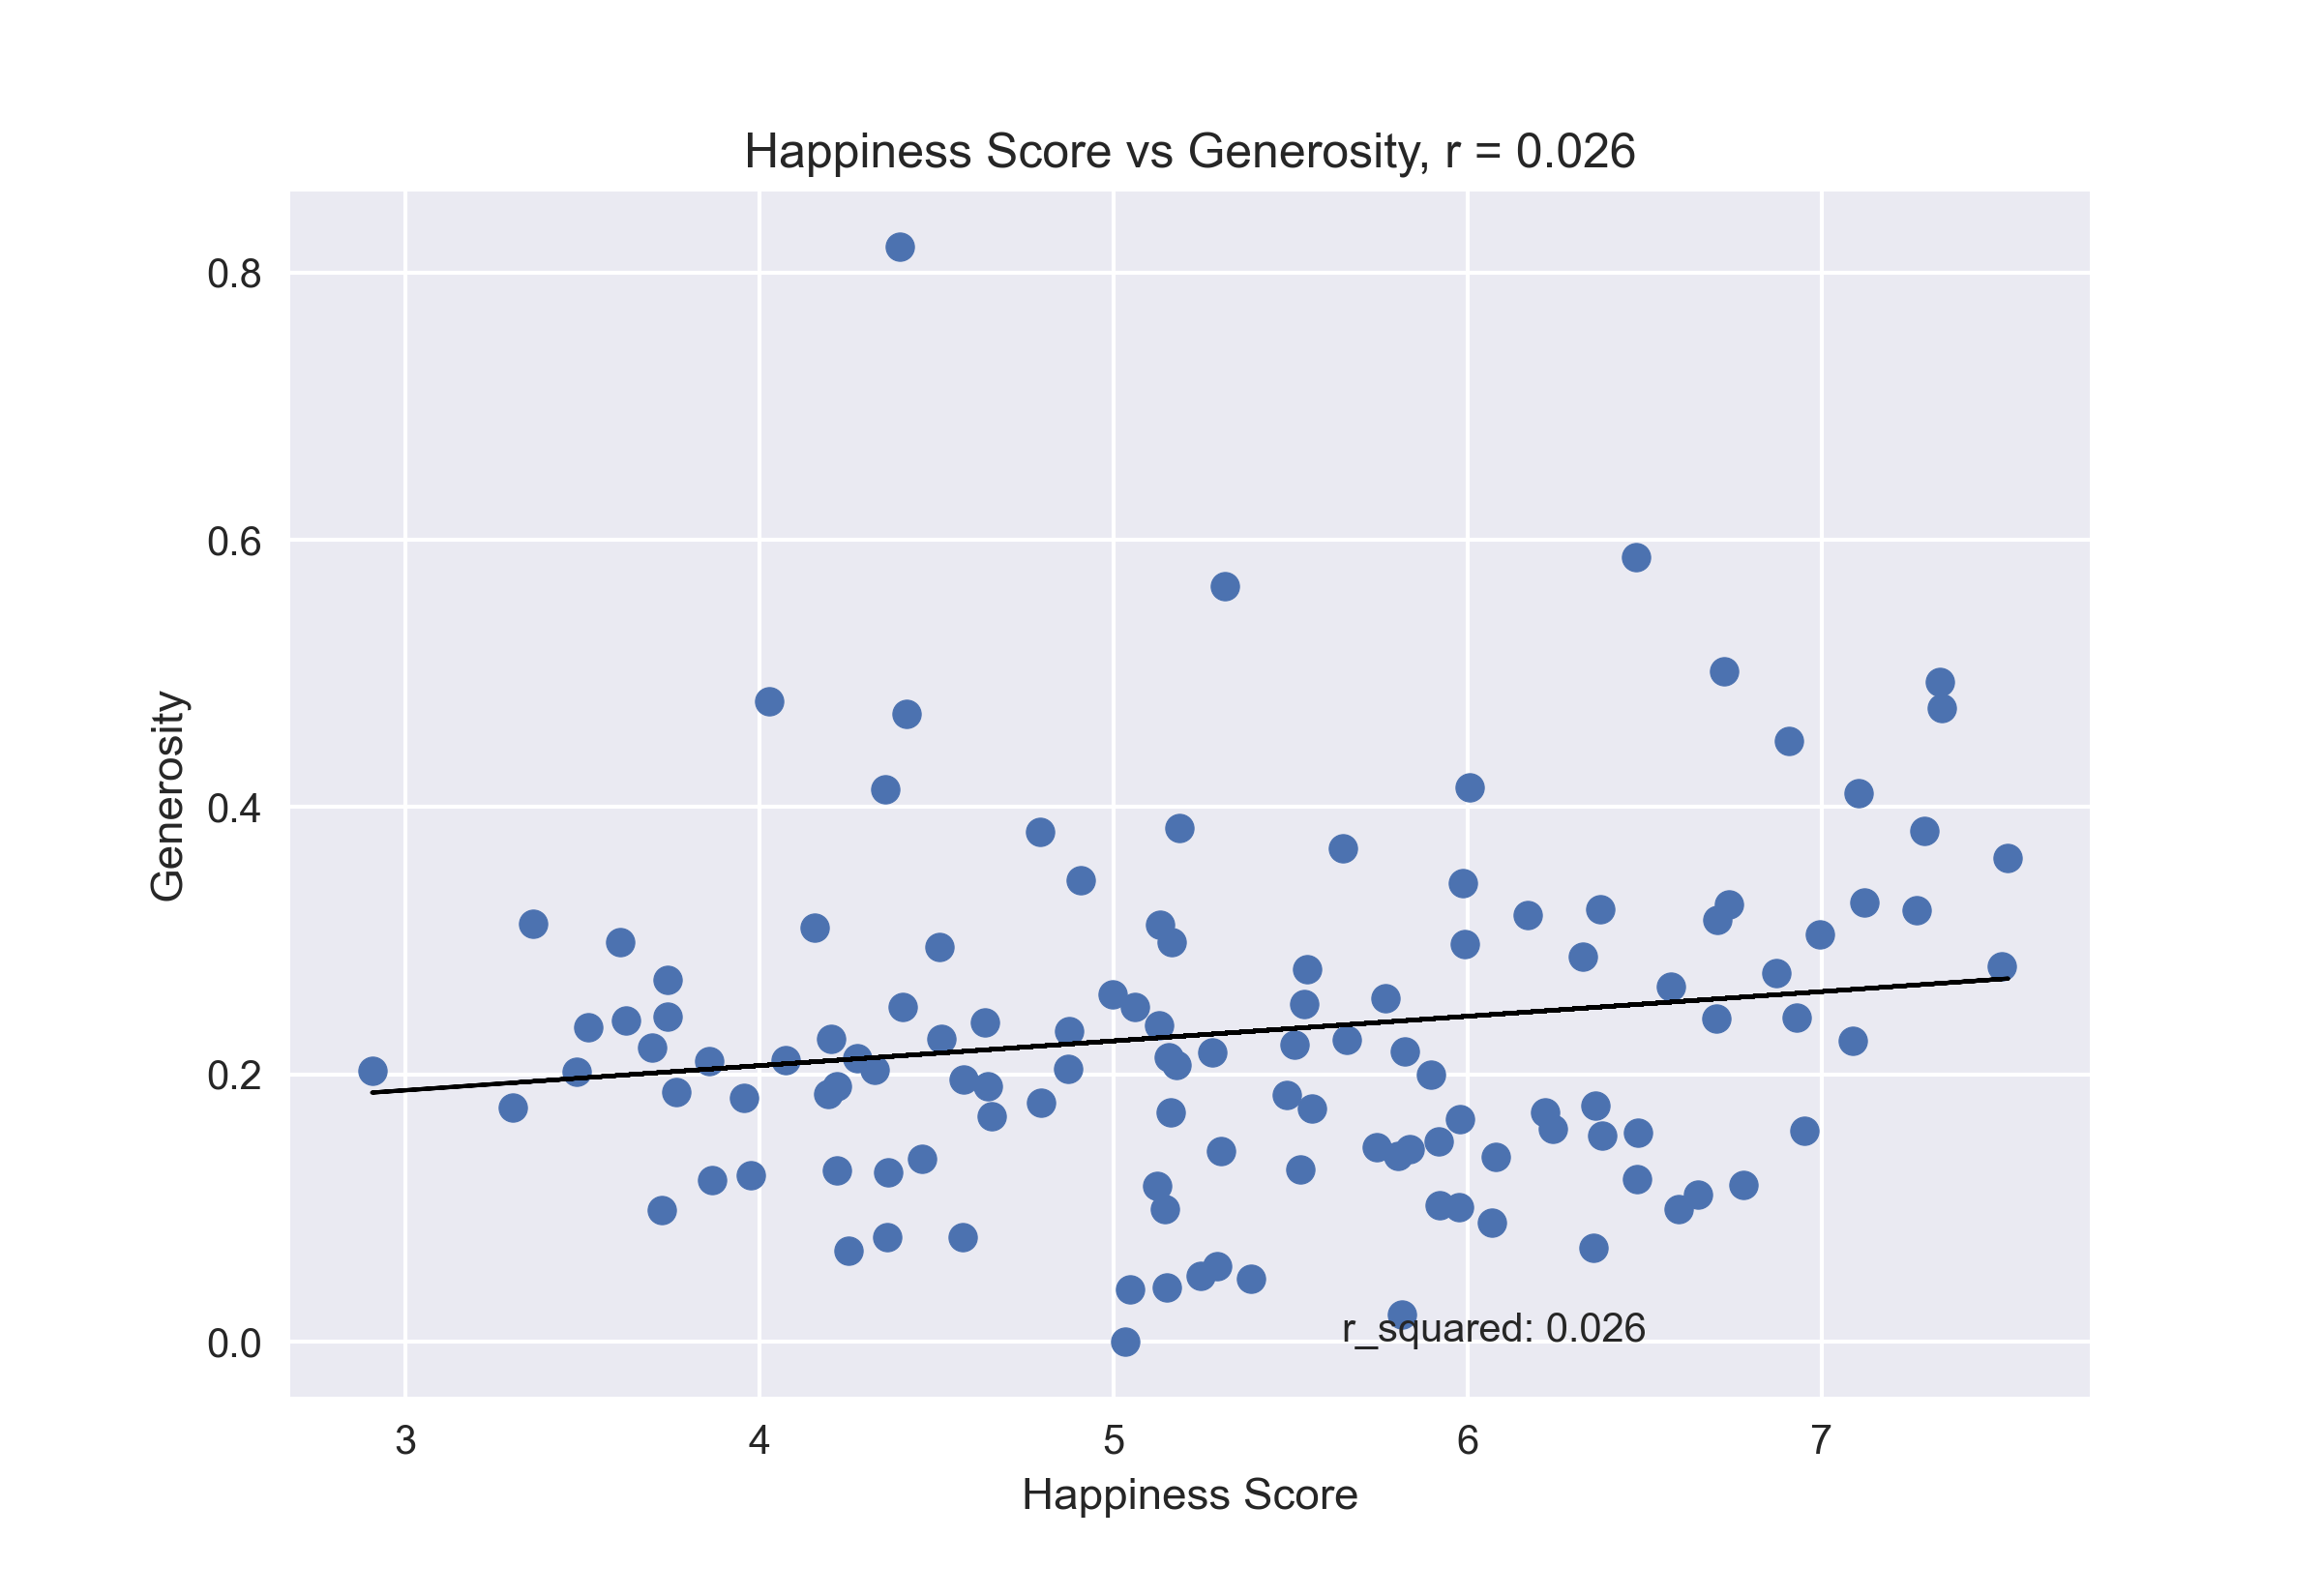 Happiness Score vs Generosity, r = 0.026
0.8
0.6
0.4
0.2
0.0
Generosity
r_squared: 0.026
3 4 5 6 7
Happiness Score